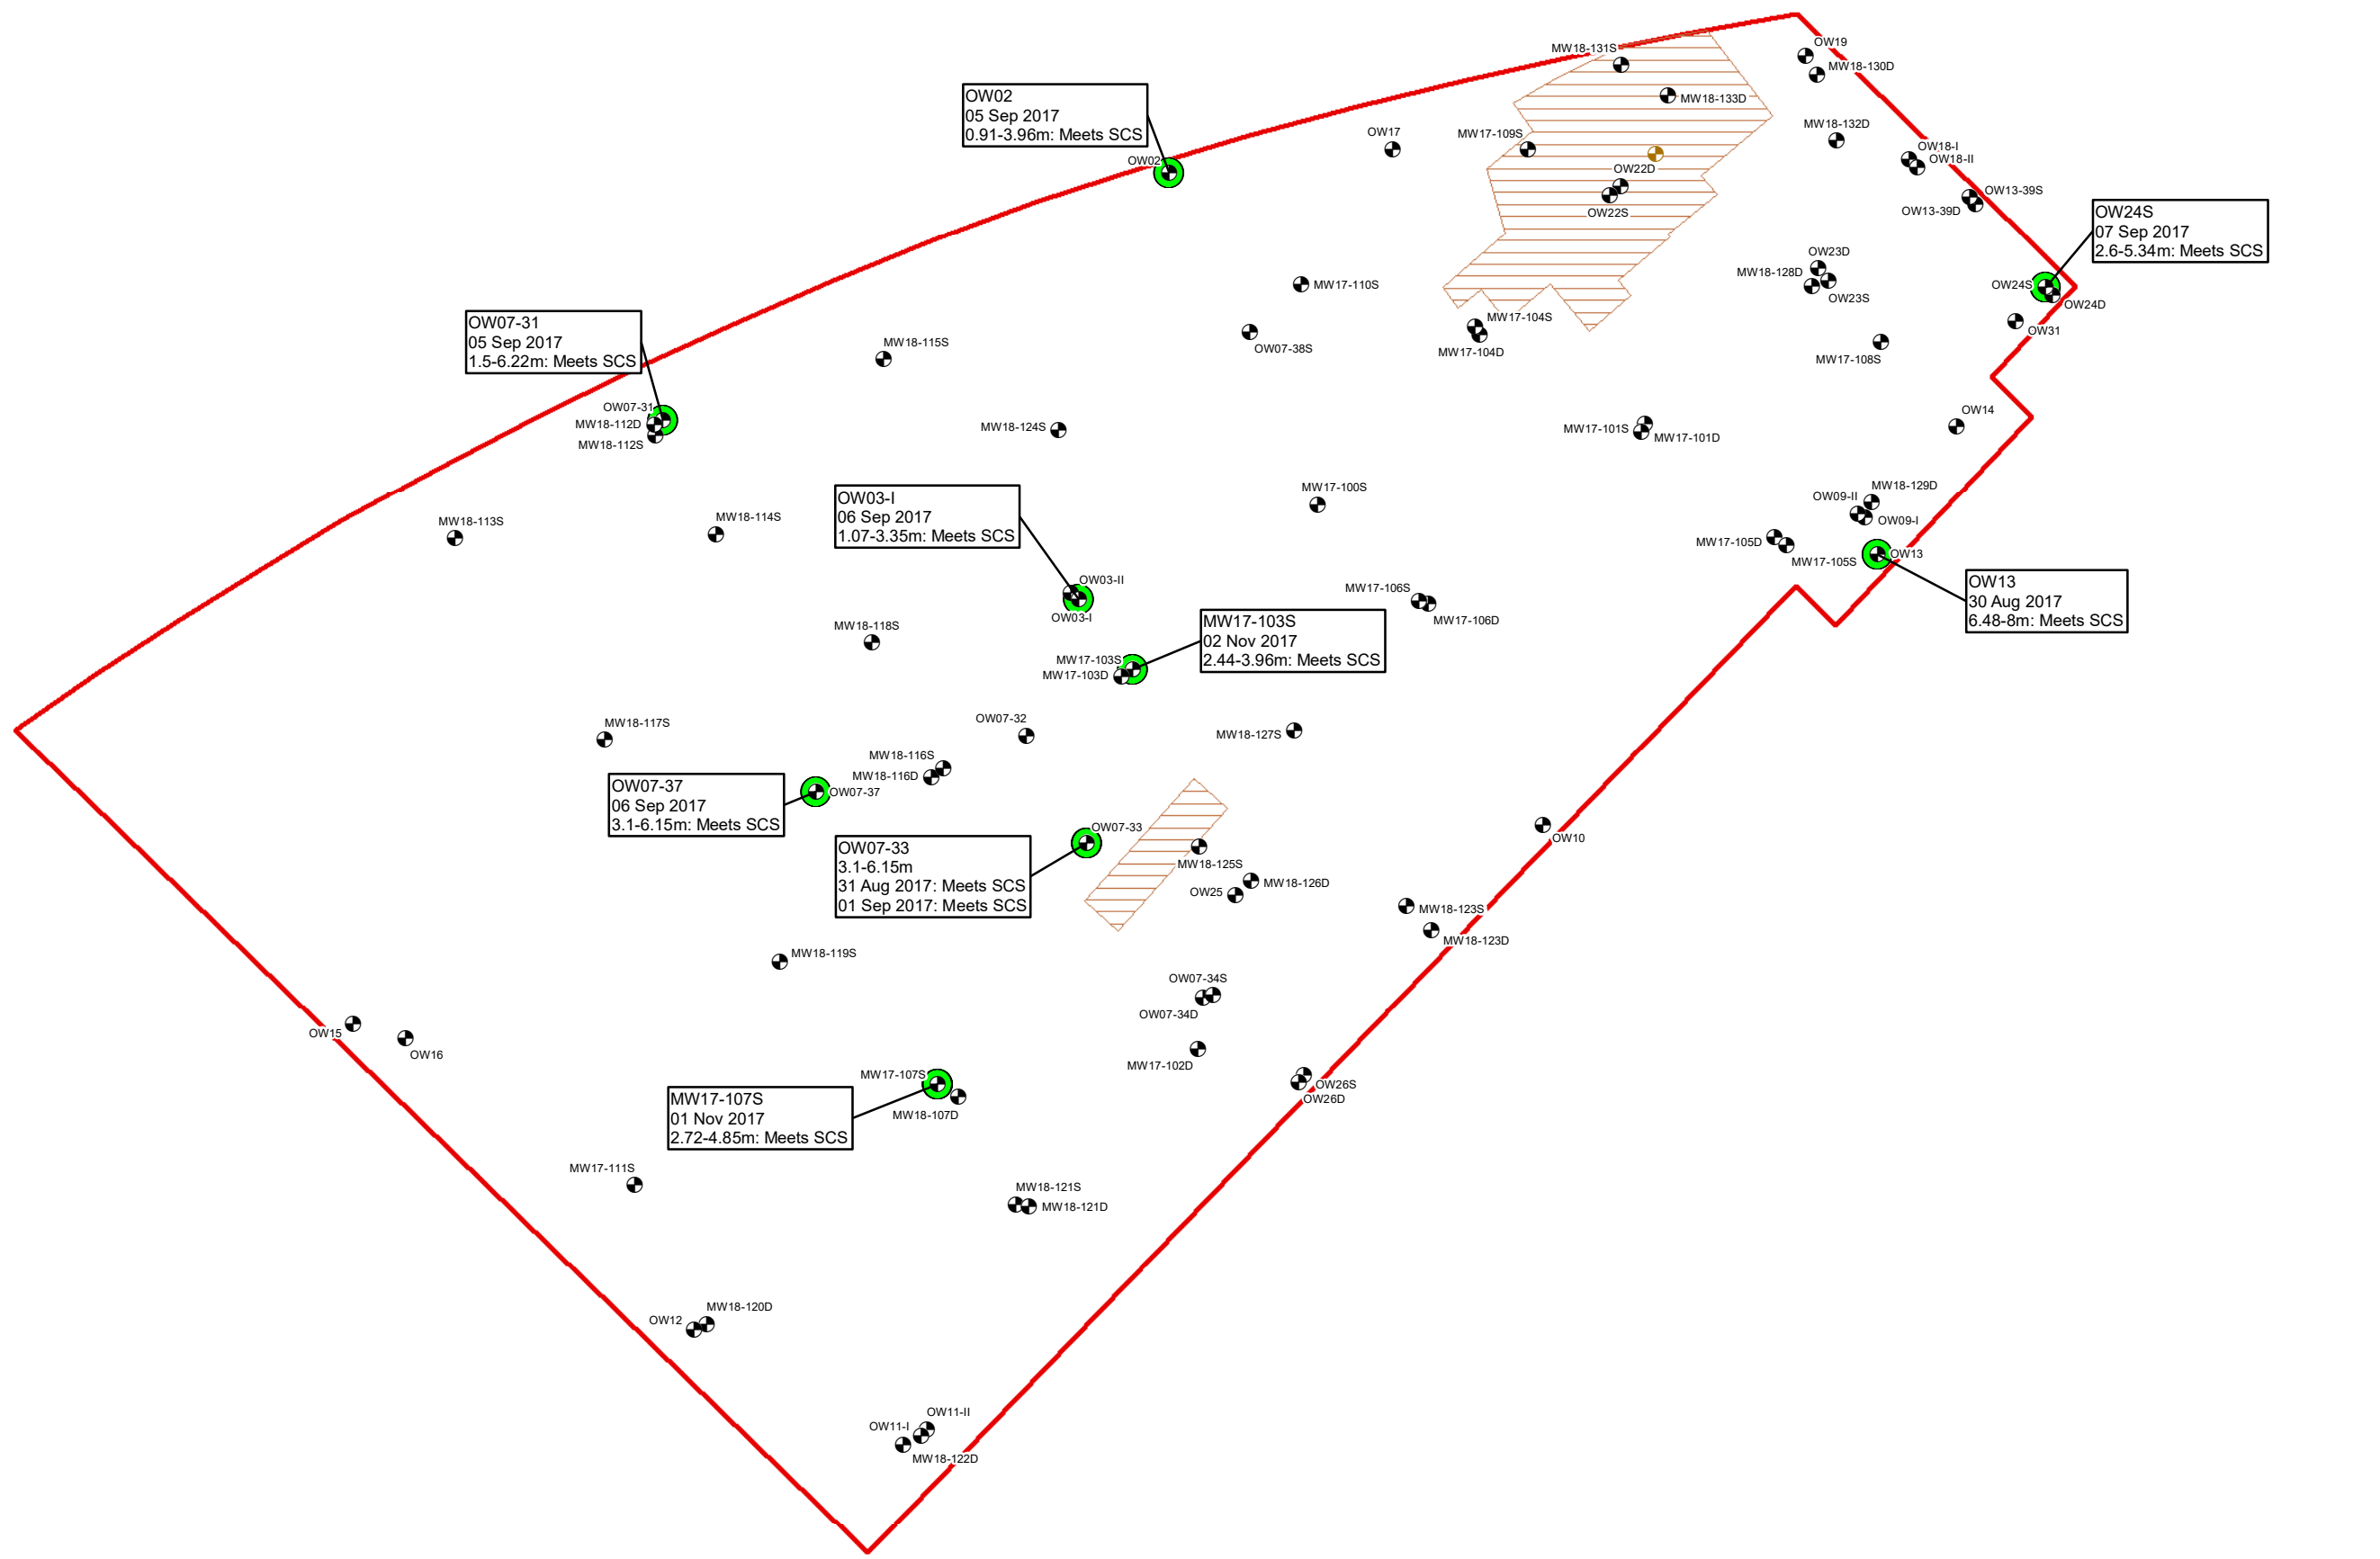 OW19
MW18-131S
MW18-130D
OW02
05 Sep 2017
0.91-3.96m: Meets SCS
MW18-133D
MW18-132D
OW17
MW17-109S
OW18-I
OW18-II
OW02
OW22D
OW13-39S
OW13-39D
OW22S
OW24S
07 Sep 2017
2.6-5.34m: Meets SCS
OW23D
MW18-128D
MW17-110S
OW24S
OW23S
OW24D
OW07-31
05 Sep 2017
1.5-6.22m: Meets SCS
MW17-104S
OW31
MW18-115S
OW07-38S
MW17-104D
MW17-108S
OW07-31
MW18-112D
MW18-112S
MW18-124S
OW14
MW17-101S
MW17-101D
OW03-I
06 Sep 2017
1.07-3.35m: Meets SCS
MW17-100S
MW18-129D
OW09-II
OW09-I
MW18-113S
MW18-114S
MW17-105D
MW17-105S
OW13
OW03-II
OW03-I
MW17-106S
MW17-106D
OW13
30 Aug 2017
6.48-8m: Meets SCS
MW18-118S
MW17-103S
02 Nov 2017
2.44-3.96m: Meets SCS
MW17-103S
MW17-103D
MW18-117S
OW07-32
MW18-127S
MW18-116S
MW18-116D
OW07-37
06 Sep 2017
3.1-6.15m: Meets SCS
OW07-37
OW07-33
OW10
OW07-33
3.1-6.15m
31 Aug 2017: Meets SCS
01 Sep 2017: Meets SCS
MW18-125S
MW18-126D
OW25
MW18-123S
MW18-123D
MW18-119S
OW07-34S
OW07-34D
OW15
OW16
MW17-102D
MW17-107S
OW26S
OW26D
MW17-107S
01 Nov 2017
2.72-4.85m: Meets SCS
MW18-107D
MW17-111S
MW18-121S
MW18-121D
MW18-120D
OW12
OW11-II
OW11-I
MW18-122D